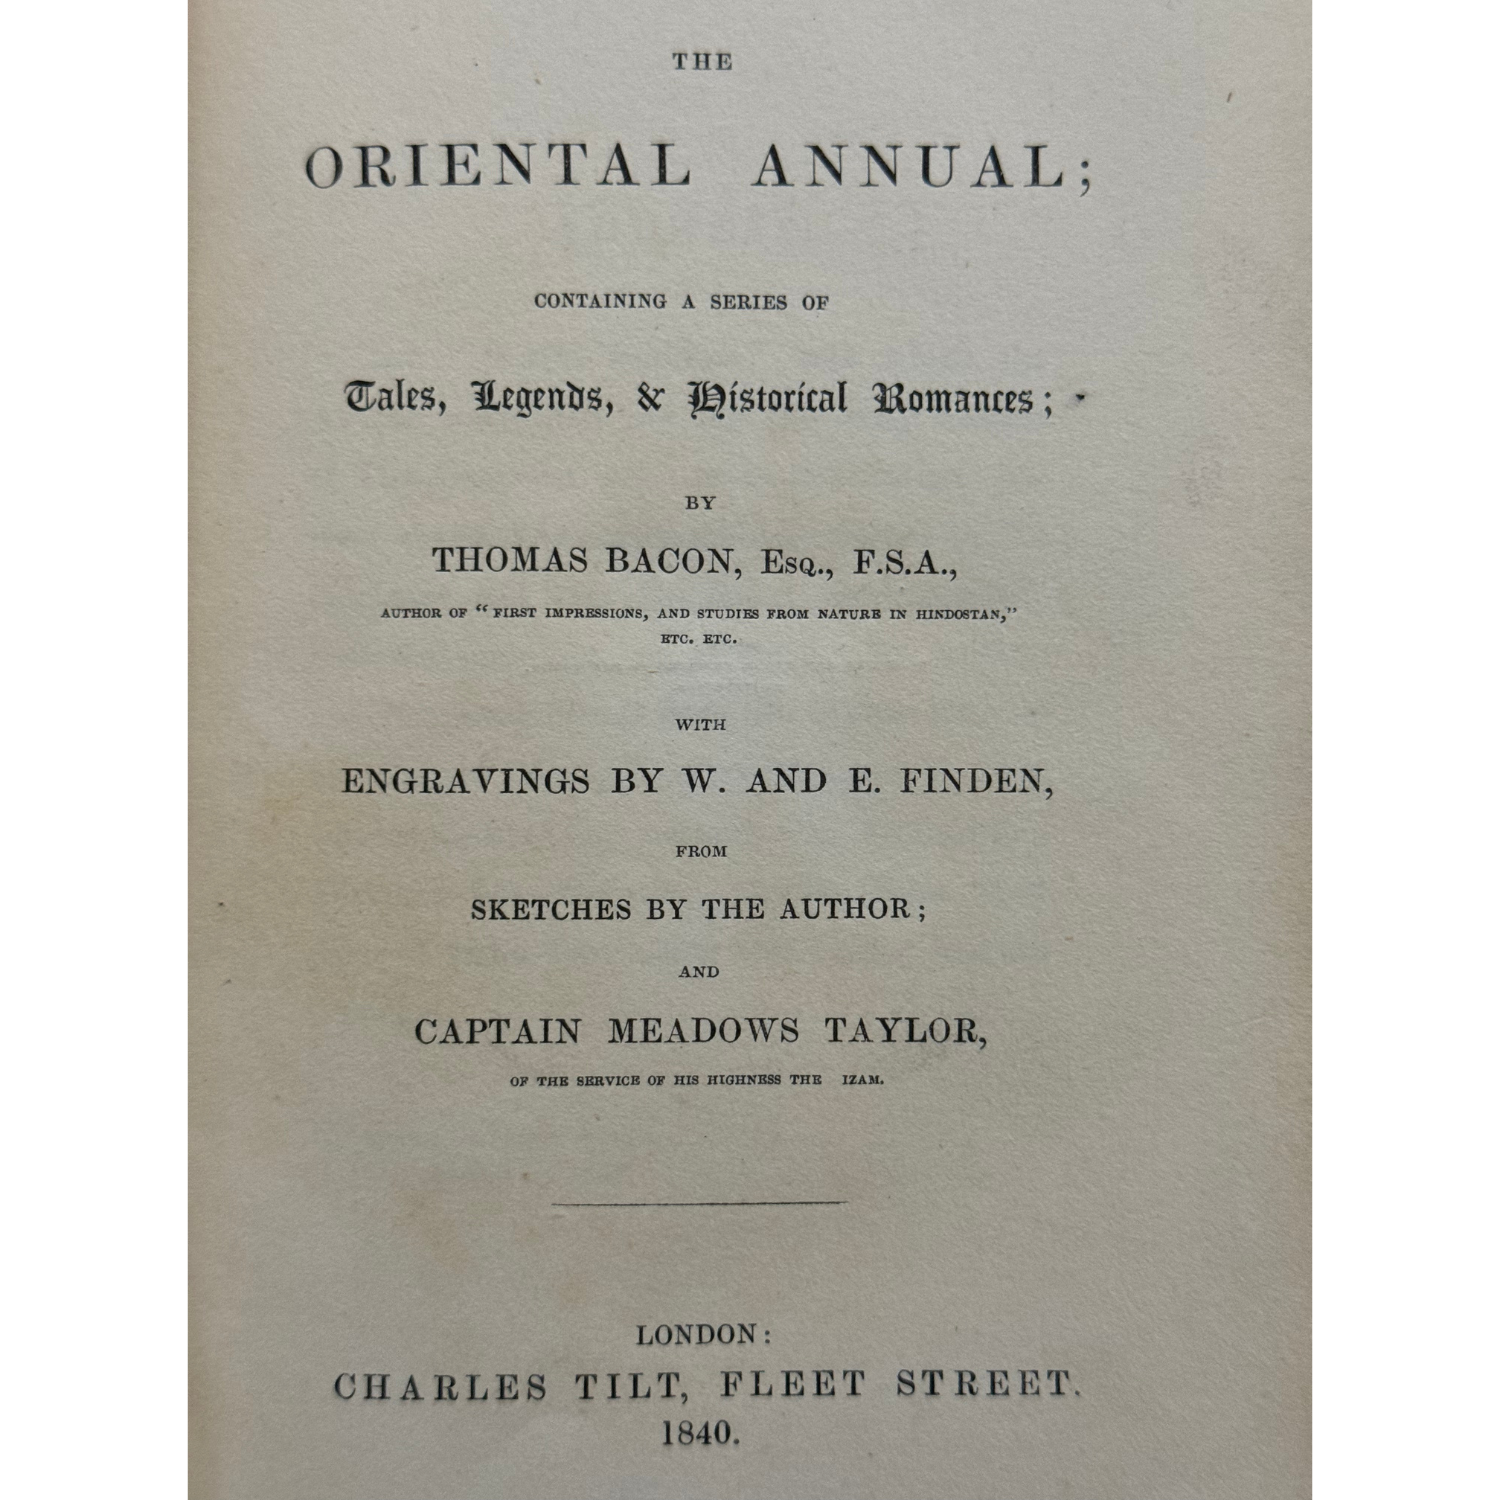 THE
ORIENTAL ANNUAL;
CONTAINING A SERIES OF
Tales, Legends, & Historical Romances;
BY
THOMAS BACON, Esq., F.S.A.,
AUTHOR OF "FIRST IMPRESSIONS, AND STUDIES FROM NATURE IN HINDOSTAN,"
ETC. ETC.
WITH
ENGRAVINGS BY W. AND E. FINDEN,
FROM
SKETCHES BY THE AUTHOR;
AND
CAPTAIN MEADOWS TAYLOR,
OF THE SERVICE OF HIS HIGHNESS THE IZAM.
LONDON:
CHARLES TILT, FLEET STREET.
1840.